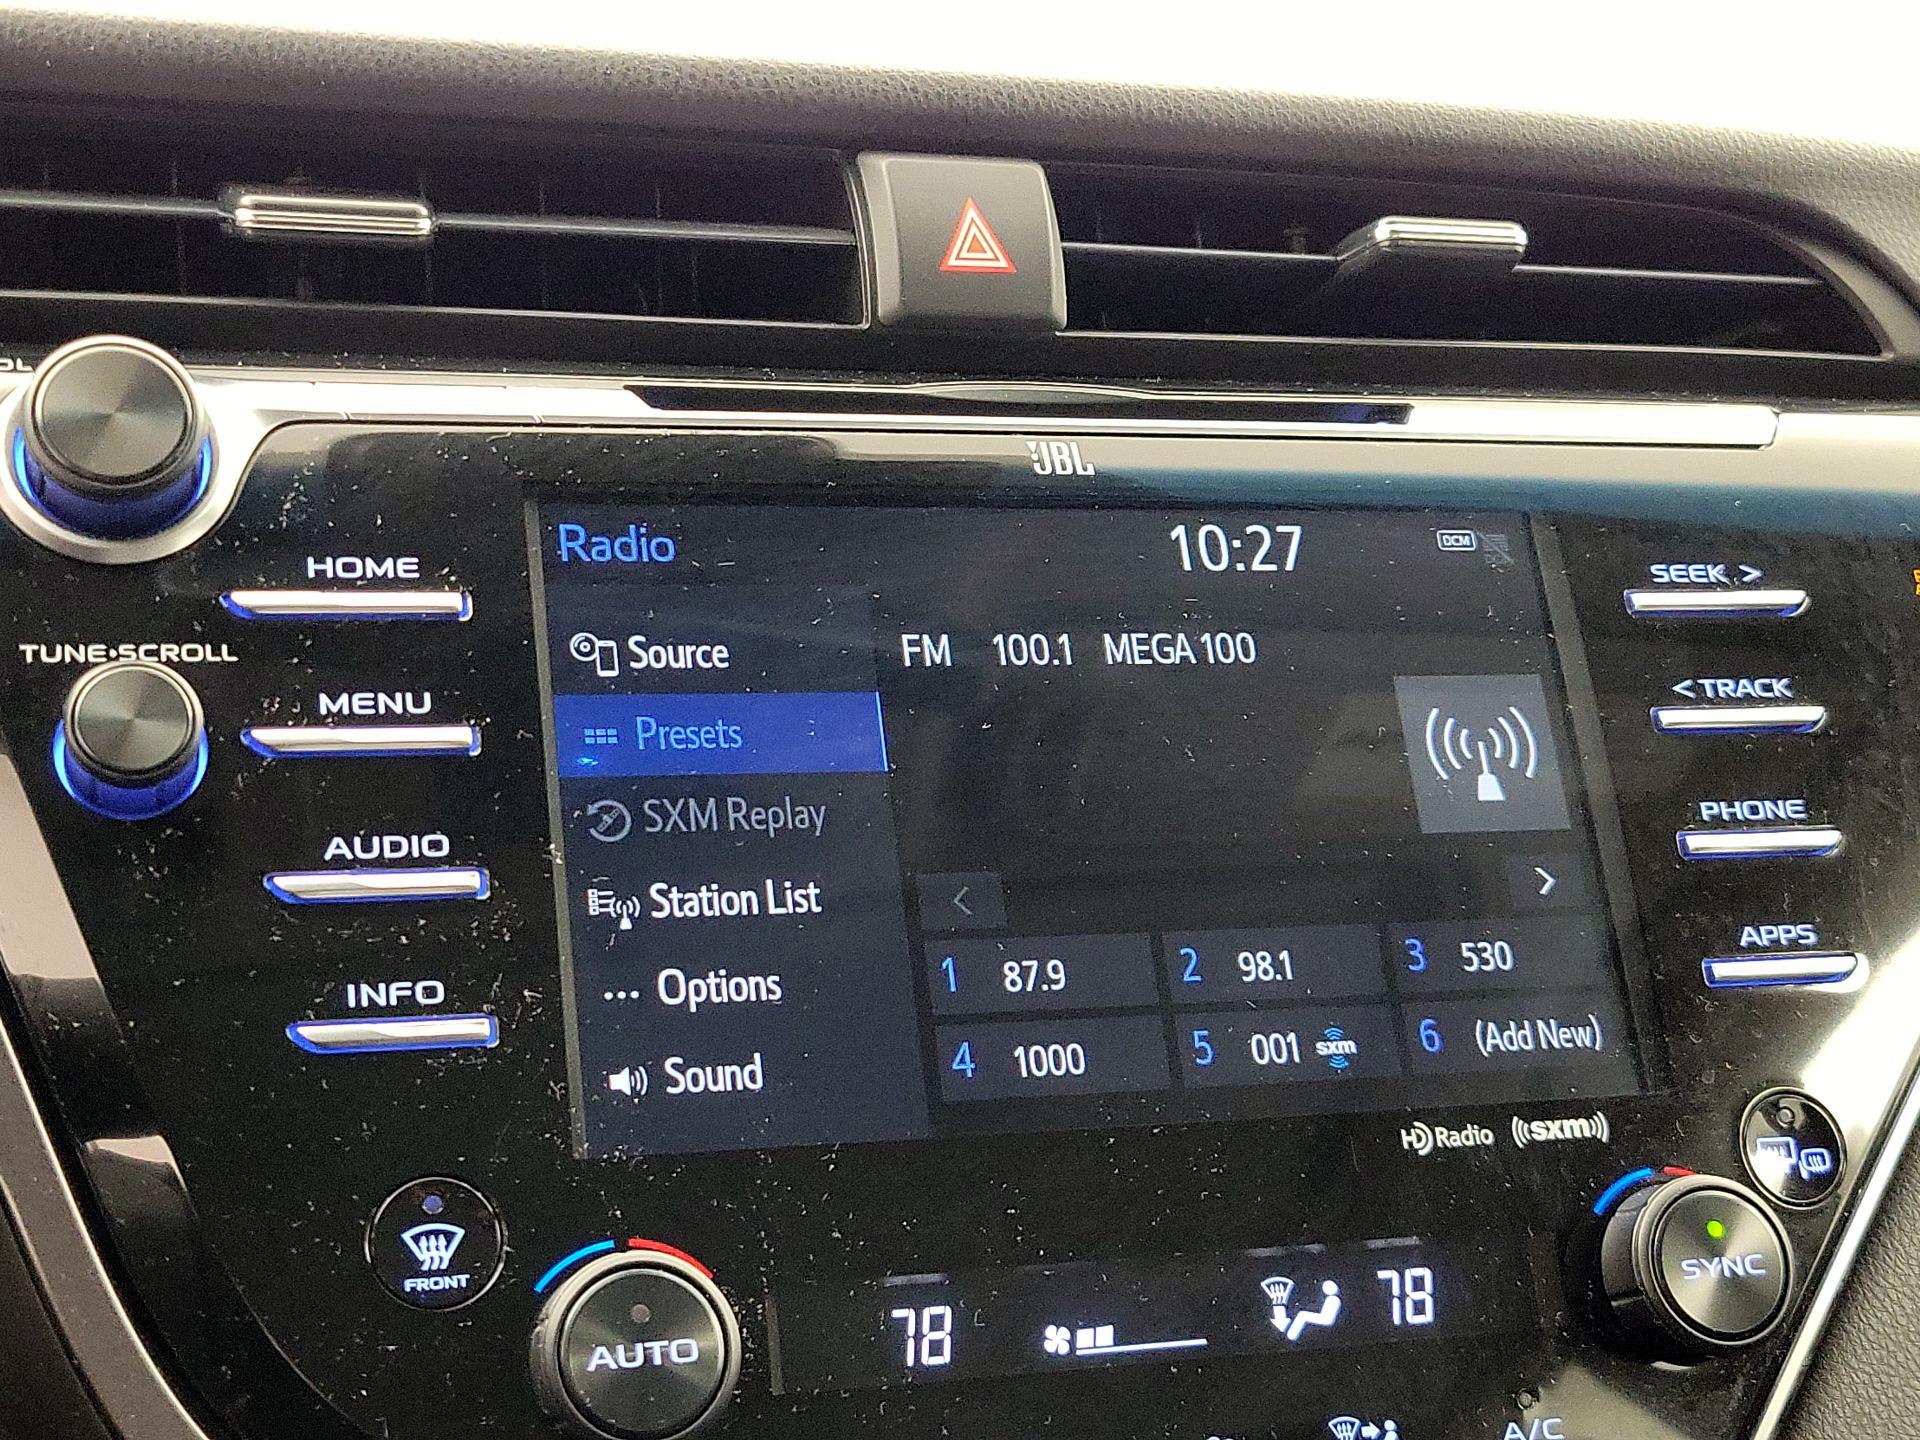 JBL
Radio
10:27
DCM
HOME
SEEK >
TUNE•SCROLL
Source
FM 100.1 MEGA 100
MENU
< TRACK
Presets
AUDIO
SXM Replay
PHONE
Station List
APPS
INFO
Options
1 87.9
2 98.1
3 530
Sound
4 1000
5 001 sxm
6 (Add New)
HD Radio ((sxm))
FRONT
AUTO
78
78
SYNC
A/C